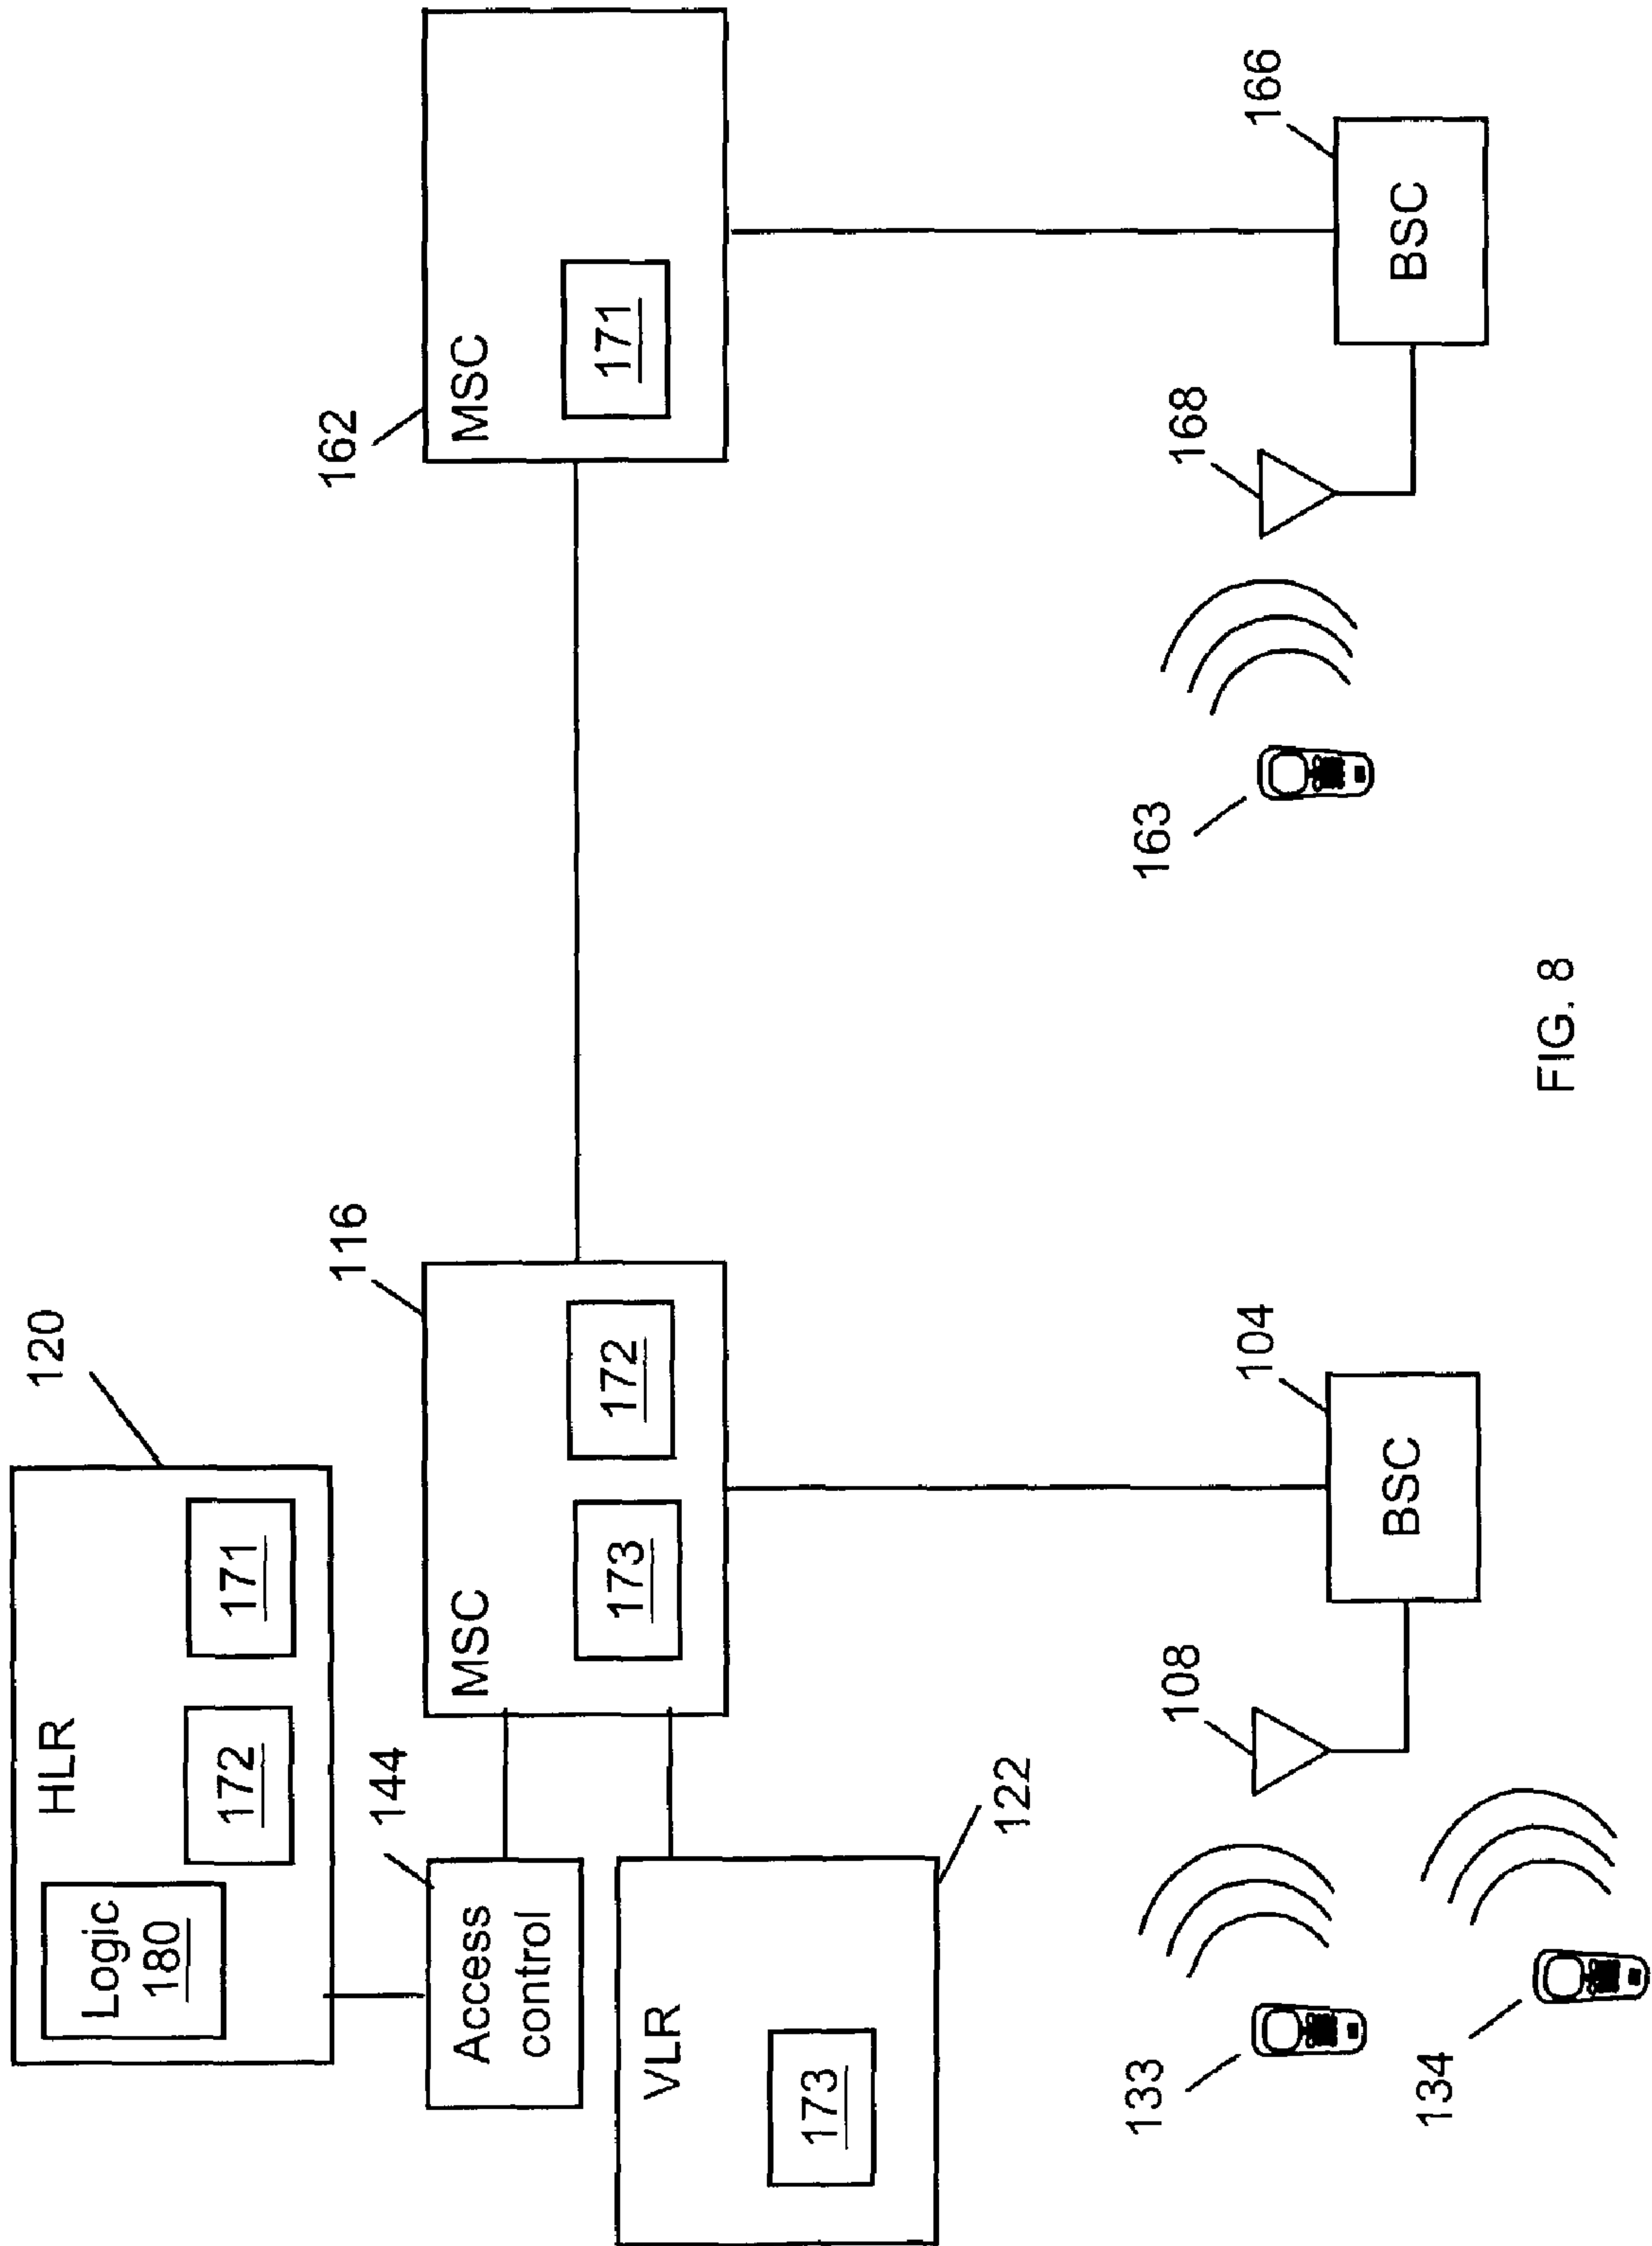 120
HLR
Logic
180
172
171
144
Access
control
116
MSC
173
172
162
MSC
171
VLR
173
122
108
104
BSC
168
166
BSC
133
134
163
FIG. 8